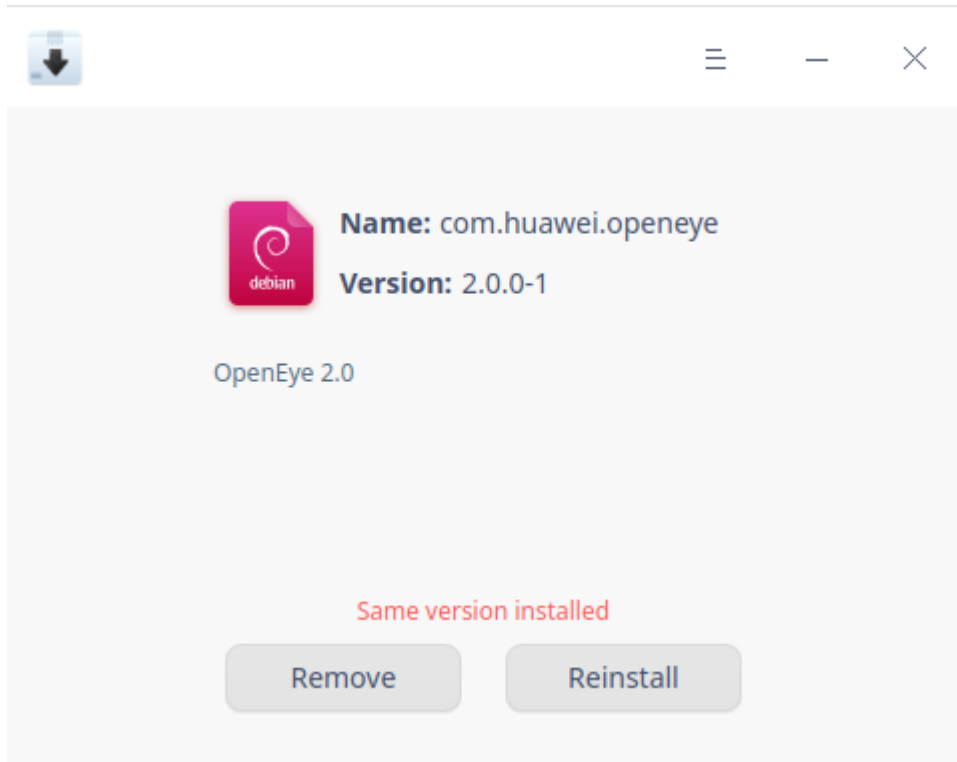 Name: com.huawei.openeye
debian
Version: 2.0.0-1
OpenEye 2.0
Same version installed
Remove
Reinstall